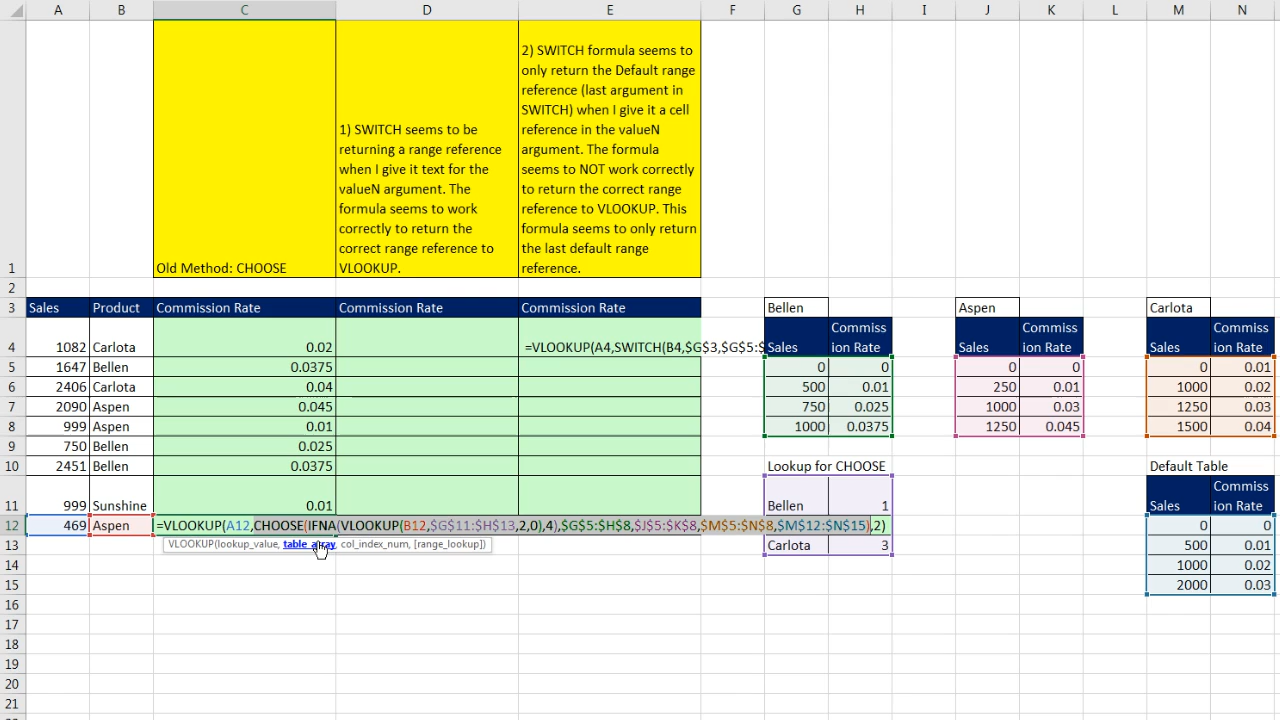 A B C D E F G H I J K L M N
1
Old Method: CHOOSE
1) SWITCH seems to be
returning a range reference
when I give it text for the
valueN argument. The
formula seems to work
correctly to return the
correct range reference to
VLOOKUP.
2) SWITCH formula seems to
only return the Default range
reference (last argument in
SWITCH) when I give it a cell
reference in the valueN
argument. The formula
seems to NOT work correctly
to return the correct range
reference to VLOOKUP. This
formula seems to only return
the last default range
reference.
2
3 Sales Product Commission Rate Commission Rate Commission Rate Bellen Aspen Carlota
4 1082 Carlota 0.02 =VLOOKUP(A4,SWITCH(B4,$G$3,$G$5:$ Sales Commiss
ion Rate Sales Commiss
ion Rate Sales Commiss
ion Rate
5 1647 Bellen 0.0375 0 0 0 0 0 0.01
6 2406 Carlota 0.04 500 0.01 250 0.01 1000 0.02
7 2090 Aspen 0.045 750 0.025 1000 0.03 1250 0.03
8 999 Aspen 0.01 1000 0.0375 1250 0.045 1500 0.04
9 750 Bellen 0.025
10 2451 Bellen 0.0375 Lookup for CHOOSE Default Table
11 999 Sunshine 0.01 Bellen 1 Sales Commiss
ion Rate
12 469 Aspen =VLOOKUP(A12,CHOOSE(IFNA(VLOOKUP(B12,$G$11:$H$13,2,0),4),$G$5:$H$8,$J$5:$K$8,$M$5:$N$8,$M$12:$N$15),2) 0 0
13 VLOOKUP(lookup_value, table_array, col_index_num, [range_lookup]) Carlota 3 500 0.01
14 1000 0.02
15 2000 0.03
16
17
18
19
20
21